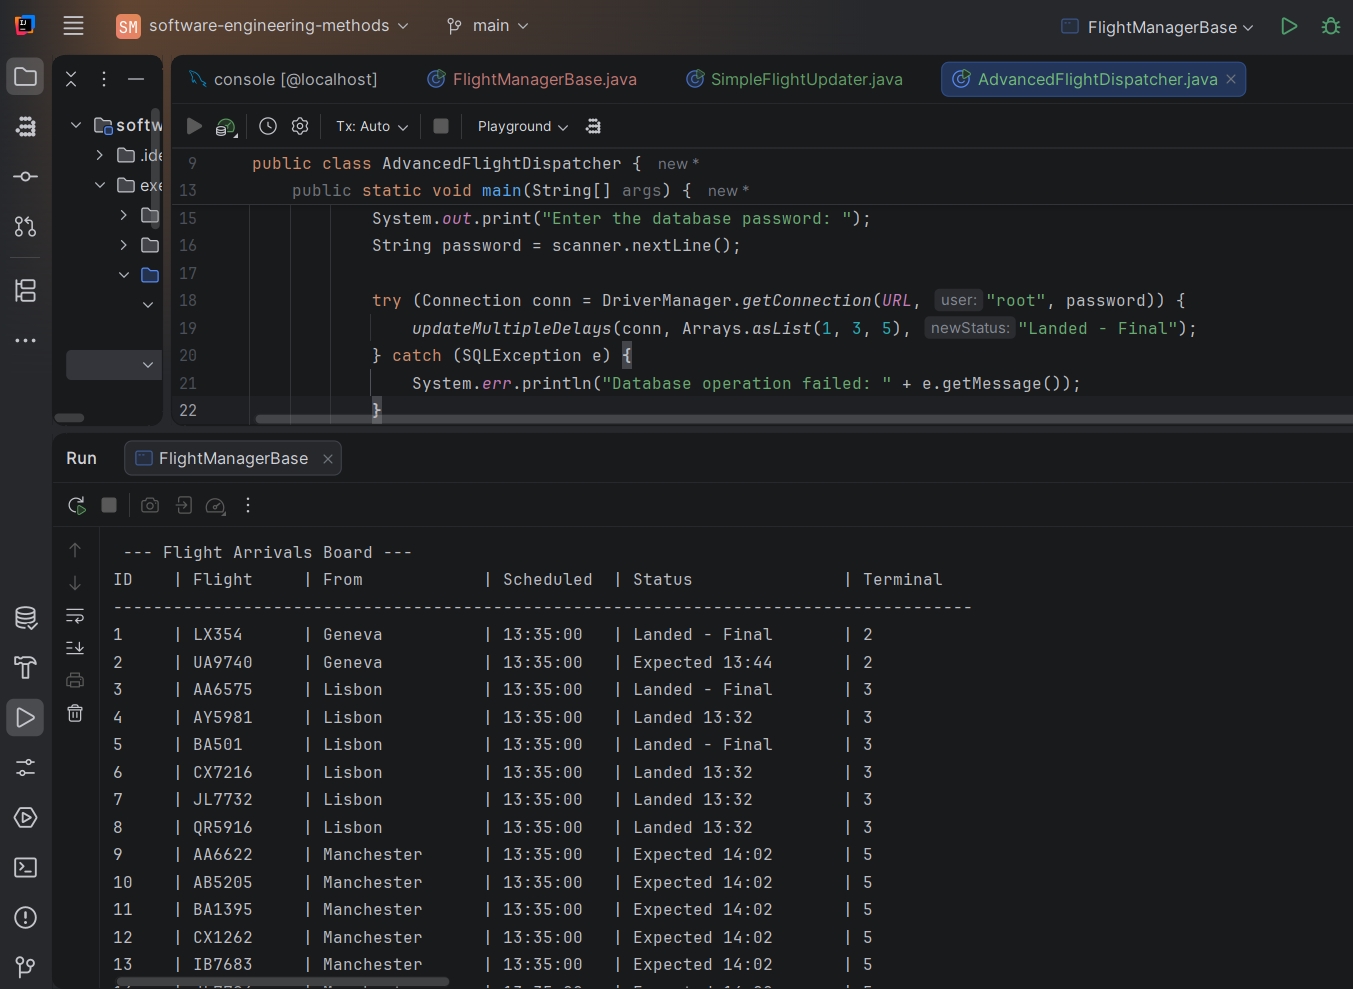 SM software-engineering-methods main FlightManagerBase
console [@localhost] FlightManagerBase.java SimpleFlightUpdater.java AdvancedFlightDispatcher.java
Tx: Auto Playground
softw
.ide
exe
9 public class AdvancedFlightDispatcher { new *
13 public static void main(String[] args) { new *
15 System.out.print("Enter the database password: ");
16 String password = scanner.nextLine();
17
18 try (Connection conn = DriverManager.getConnection(URL, user: "root", password)) {
19 updateMultipleDelays(conn, Arrays.asList(1, 3, 5), newStatus: "Landed - Final");
20 } catch (SQLException e) {
21 System.err.println("Database operation failed: " + e.getMessage());
22 }
Run FlightManagerBase
--- Flight Arrivals Board ---
ID | Flight | From | Scheduled | Status | Terminal
--------------------------------------------------------------------------------------
1 | LX354 | Geneva | 13:35:00 | Landed - Final | 2
2 | UA9740 | Geneva | 13:35:00 | Expected 13:44 | 2
3 | AA6575 | Lisbon | 13:35:00 | Landed - Final | 3
4 | AY5981 | Lisbon | 13:35:00 | Landed 13:32 | 3
5 | BA501 | Lisbon | 13:35:00 | Landed - Final | 3
6 | CX7216 | Lisbon | 13:35:00 | Landed 13:32 | 3
7 | JL7732 | Lisbon | 13:35:00 | Landed 13:32 | 3
8 | QR5916 | Lisbon | 13:35:00 | Landed 13:32 | 3
9 | AA6622 | Manchester | 13:35:00 | Expected 14:02 | 5
10 | AB5205 | Manchester | 13:35:00 | Expected 14:02 | 5
11 | BA1395 | Manchester | 13:35:00 | Expected 14:02 | 5
12 | CX1262 | Manchester | 13:35:00 | Expected 14:02 | 5
13 | IB7683 | Manchester | 13:35:00 | Expected 14:02 | 5